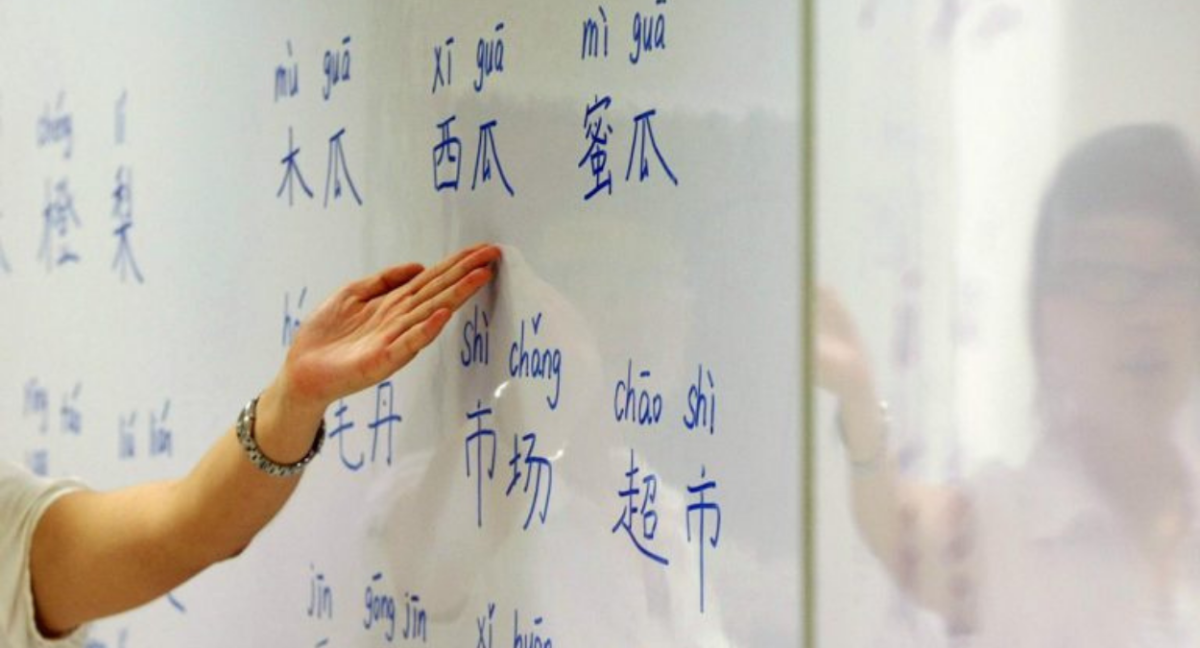 chéng lí mù guā xī guā mì guā
橙 梨 木瓜 西瓜 蜜瓜
shì chǎng chāo shì
毛丹 市场 超市
jīn gōng jīn xǐ huān